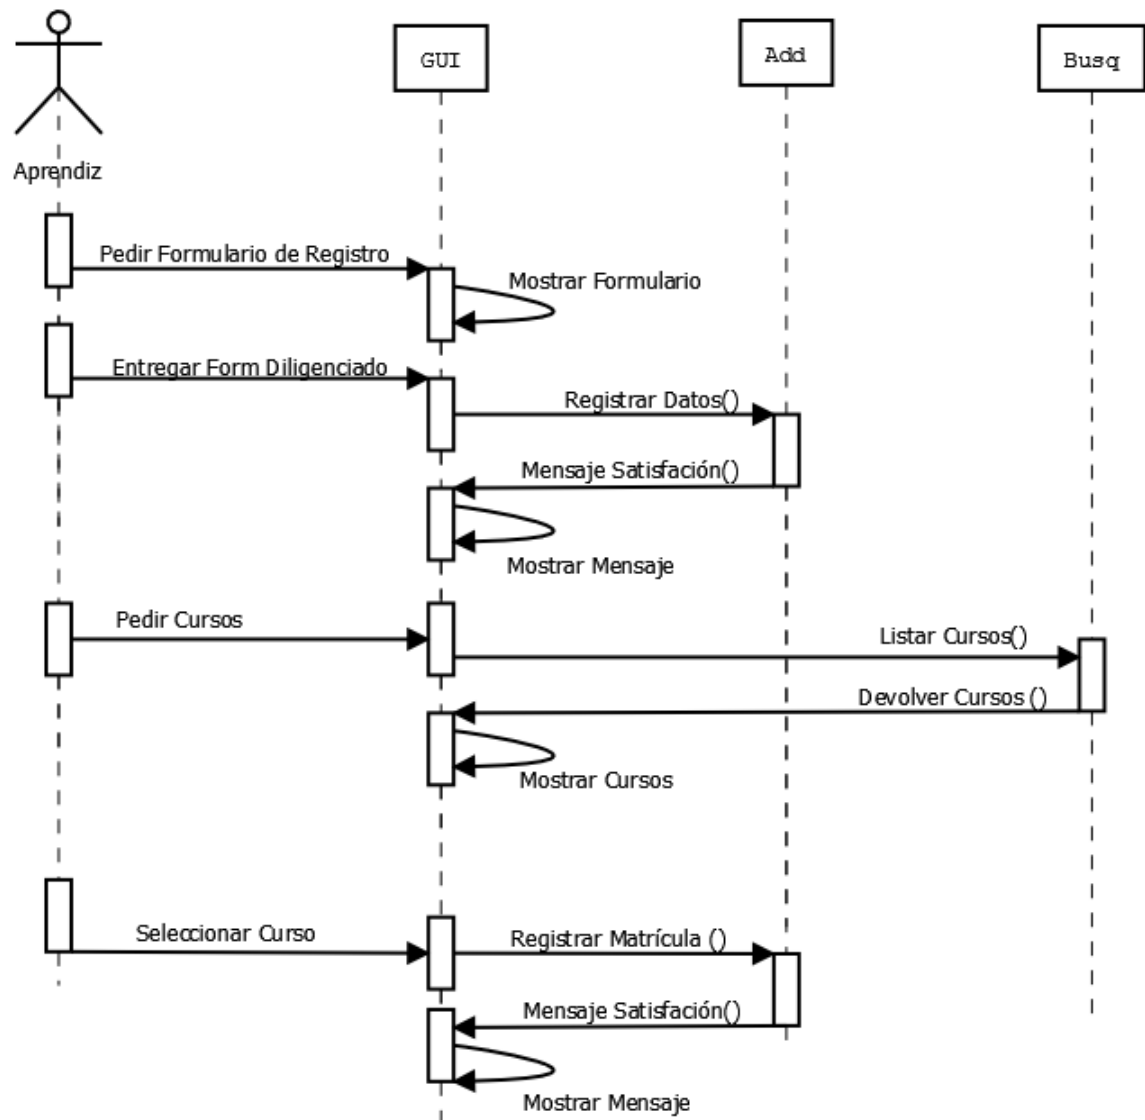 GUI
Add
Busq
Aprendiz
Pedir Formulario de Registro
Mostrar Formulario
Entregar Form Diligenciado
Registrar Datos()
Mensaje Satisfación()
Mostrar Mensaje
Pedir Cursos
Listar Cursos()
Devolver Cursos ()
Mostrar Cursos
Seleccionar Curso
Registrar Matrícula ()
Mensaje Satisfación()
Mostrar Mensaje